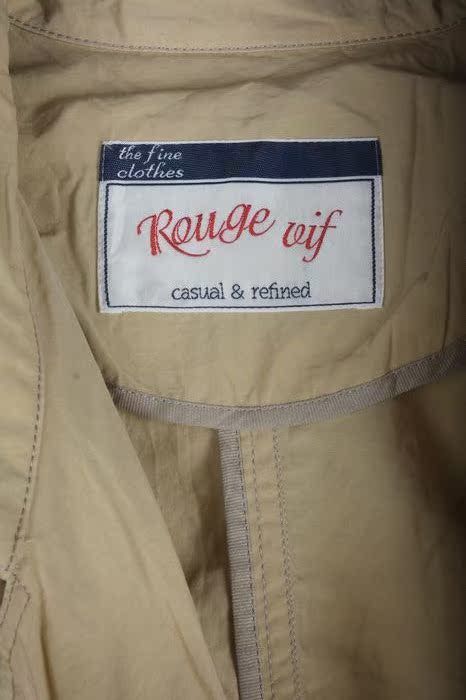 the fine
clothes
Rouge vif
casual & refined